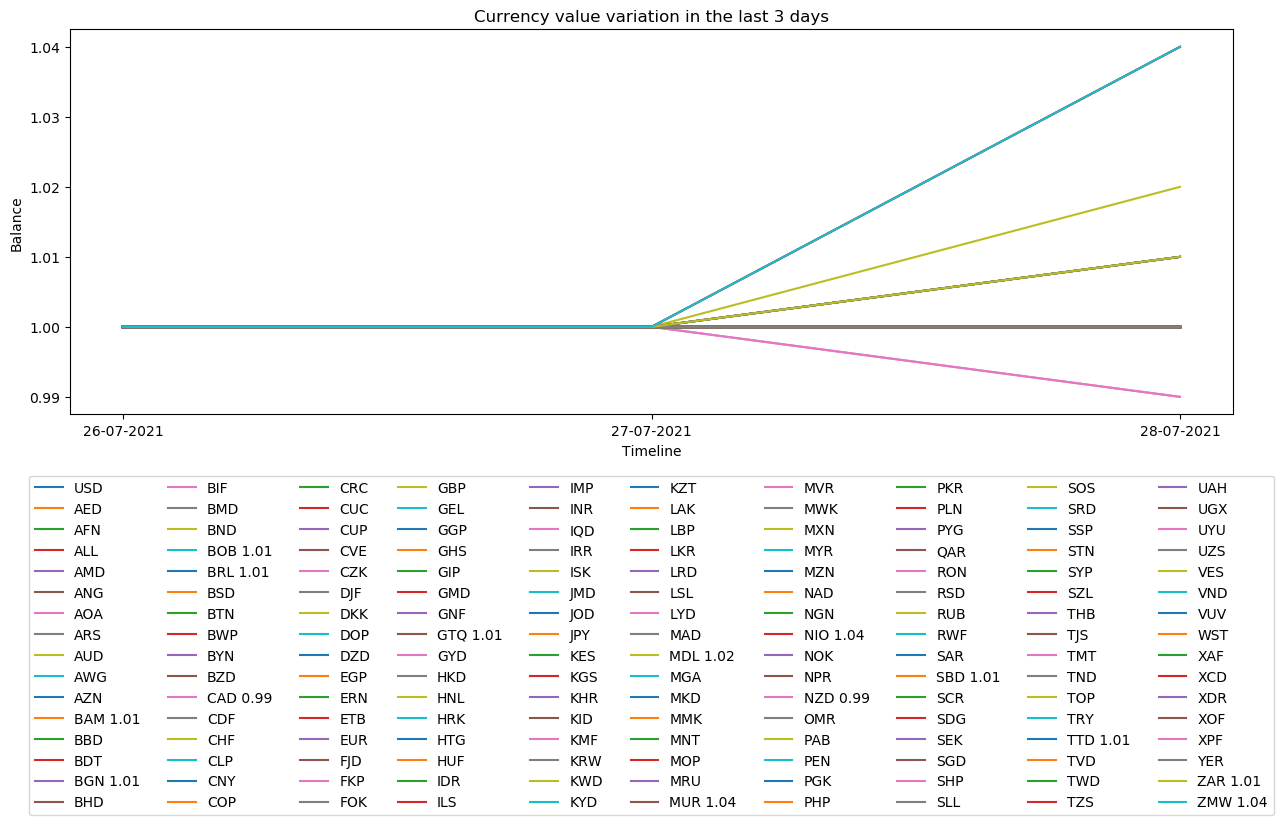 Currency value variation in the last 3 days
1.04
1.03
1.02
1.01
1.00
0.99
Balance
26-07-2021 27-07-2021 28-07-2021
Timeline
USD BIF CRC GBP IMP KZT MVR PKR SOS UAH
AED BMD CUC GEL INR LAK MWK PLN SRD UGX
AFN BND CUP GGP IQD LBP MXN PYG SSP UYU
ALL BOB 1.01 CVE GHS IRR LKR MYR QAR STN UZS
AMD BRL 1.01 CZK GIP ISK LRD MZN RON SYP VES
ANG BSD DJF GMD JMD LSL NAD RSD SZL VND
AOA BTN DKK GNF JOD LYD NGN RUB THB VUV
ARS BWP DOP GTQ 1.01 JPY MAD NIO 1.04 RWF TJS WST
AUD BYN DZD GYD KES MDL 1.02 NOK SAR TMT XAF
AWG BZD EGP HKD KGS MGA NPR SBD 1.01 TND XCD
AZN CAD 0.99 ERN HNL KHR MKD NZD 0.99 SCR TOP XDR
BAM 1.01 CDF ETB HRK KID MMK OMR SDG TRY XOF
BBD CHF EUR HTG KMF MNT PAB SEK TTD 1.01 XPF
BDT CLP FJD HUF KRW MOP PEN SGD TVD YER
BGN 1.01 CNY FKP IDR KWD MRU PGK SHP TWD ZAR 1.01
BHD COP FOK ILS KYD MUR 1.04 PHP SLL TZS ZMW 1.04